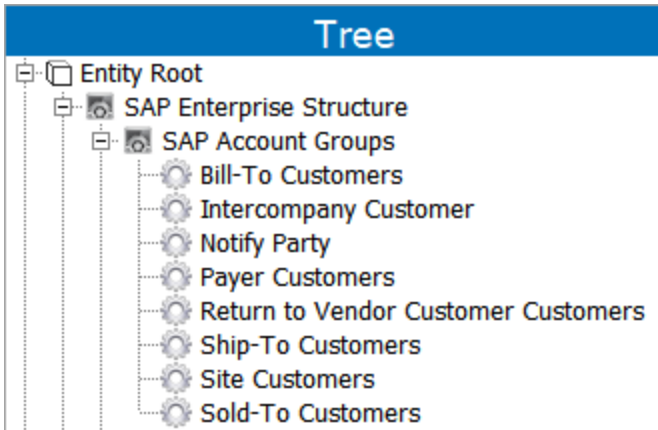 Tree
Entity Root
SAP Enterprise Structure
SAP Account Groups
Bill-To Customers
Intercompany Customer
Notify Party
Payer Customers
Return to Vendor Customer Customers
Ship-To Customers
Site Customers
Sold-To Customers